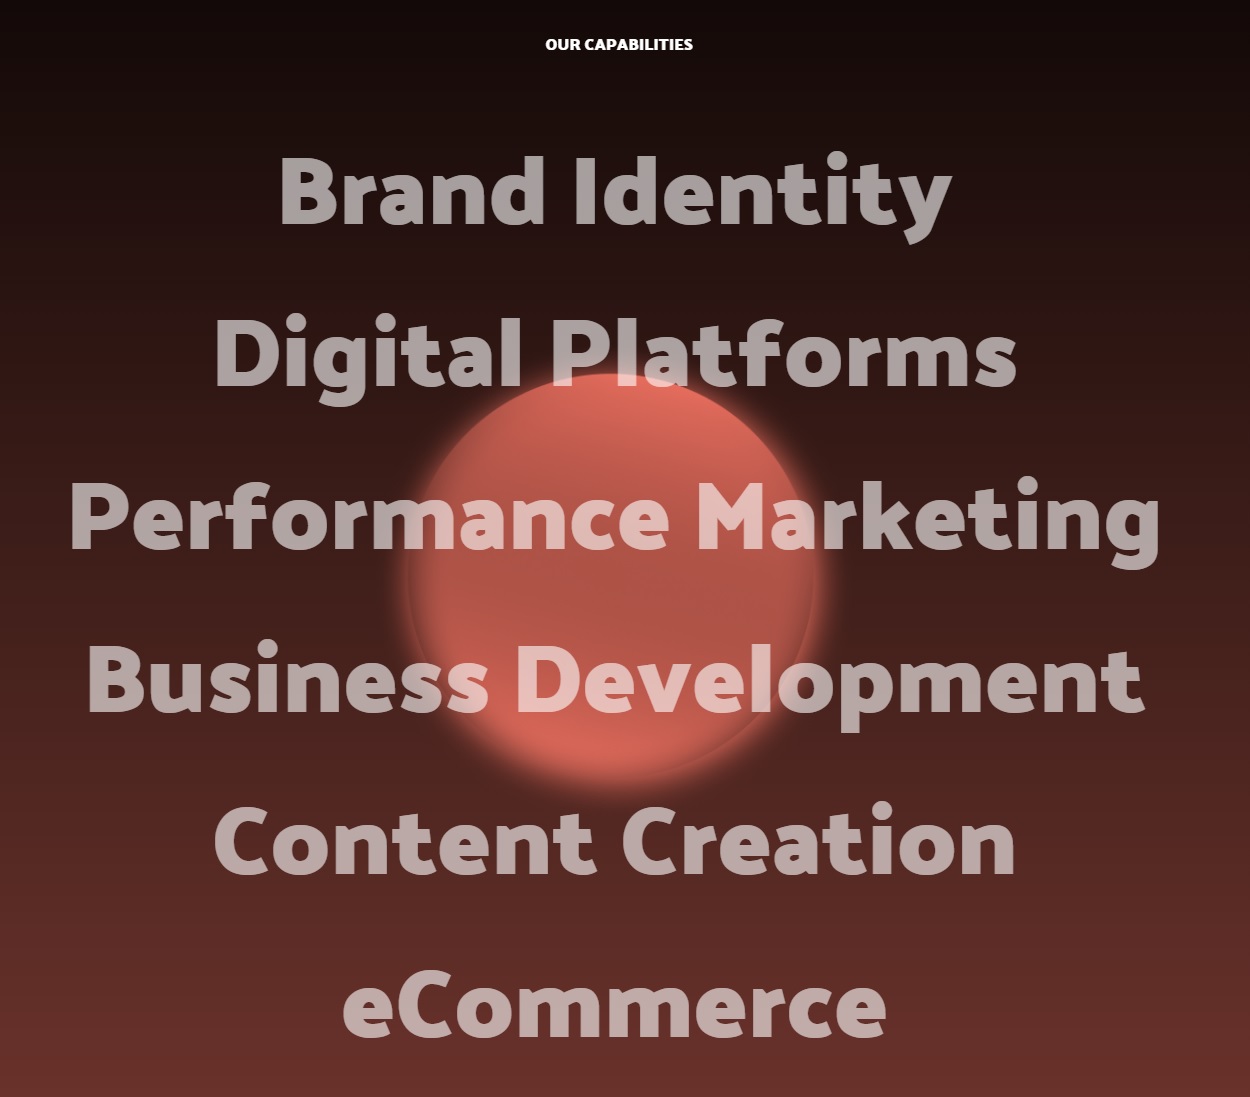 OUR CAPABILITIES
Brand Identity
Digital Platforms
Performance Marketing
Business Development
Content Creation
eCommerce